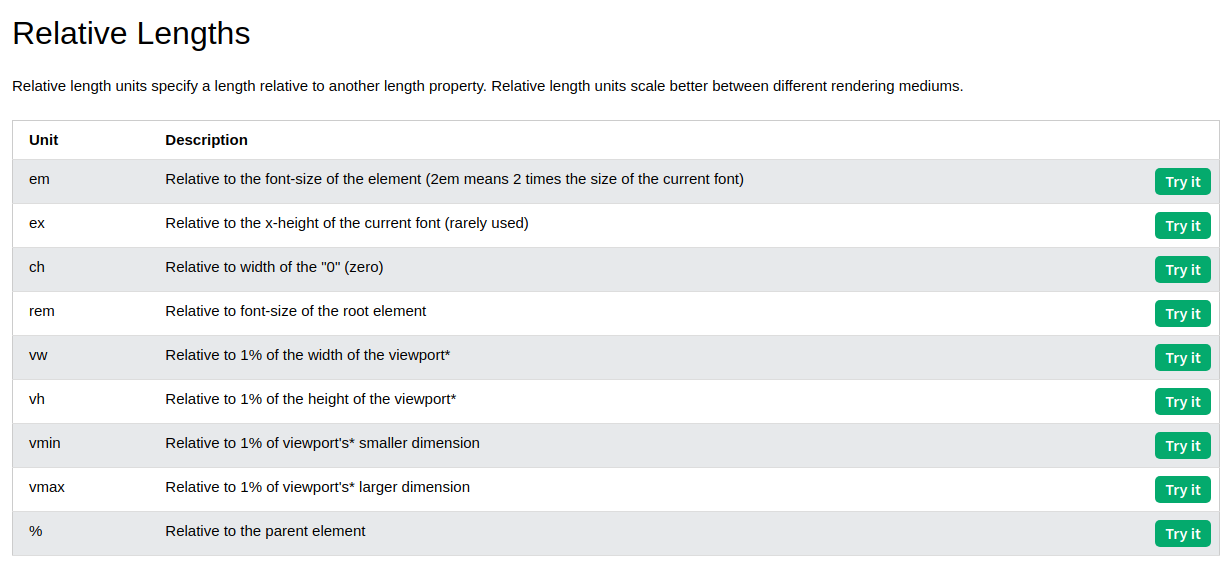 Relative Lengths
Relative length units specify a length relative to another length property. Relative length units scale better between different rendering mediums.
Unit Description
em Relative to the font-size of the element (2em means 2 times the size of the current font) Try it
ex Relative to the x-height of the current font (rarely used) Try it
ch Relative to width of the "0" (zero) Try it
rem Relative to font-size of the root element Try it
vw Relative to 1% of the width of the viewport* Try it
vh Relative to 1% of the height of the viewport* Try it
vmin Relative to 1% of viewport's* smaller dimension Try it
vmax Relative to 1% of viewport's* larger dimension Try it
% Relative to the parent element Try it